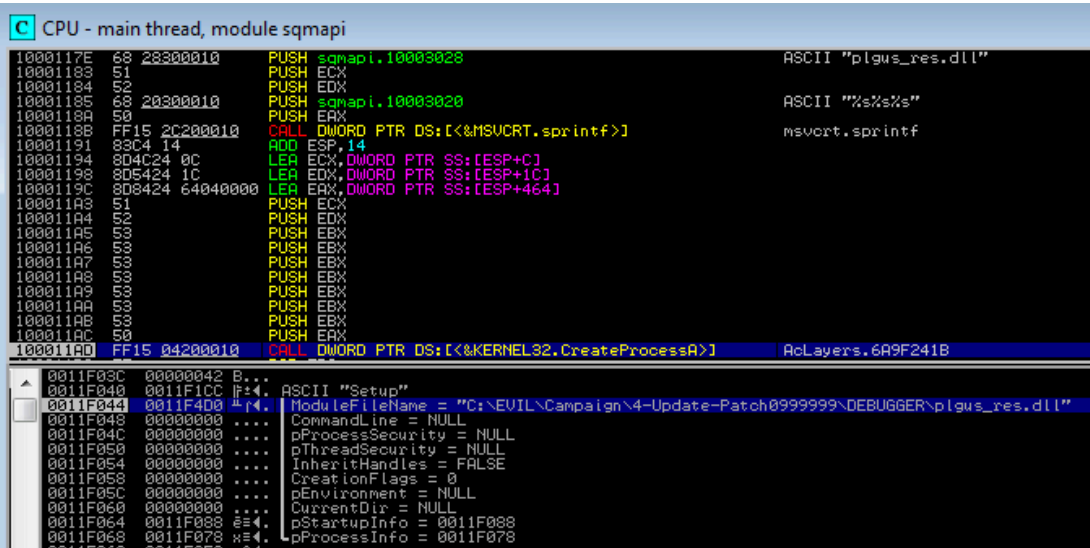 C CPU - main thread, module sqmapi
1000117E 68 28300010 PUSH sqmapi.10003028 ASCII "plgus_res.dll"
10001183 51 PUSH ECX
10001184 52 PUSH EDX
10001185 68 20300010 PUSH sqmapi.10003020 ASCII "%s%s%s"
1000118A 50 PUSH EAX
1000118B FF15 2C200010 CALL DWORD PTR DS:[<&MSVCRT.sprintf>] msvcrt.sprintf
10001191 83C4 14 ADD ESP,14
10001194 8D4C24 0C LEA ECX,DWORD PTR SS:[ESP+C]
10001198 8D5424 1C LEA EDX,DWORD PTR SS:[ESP+1C]
1000119C 8D8424 64040000 LEA EAX,DWORD PTR SS:[ESP+464]
100011A3 51 PUSH ECX
100011A4 52 PUSH EDX
100011A5 53 PUSH EBX
100011A6 53 PUSH EBX
100011A7 53 PUSH EBX
100011A8 53 PUSH EBX
100011A9 53 PUSH EBX
100011AA 53 PUSH EBX
100011AB 53 PUSH EBX
100011AC 50 PUSH EAX
100011AD FF15 04200010 CALL DWORD PTR DS:[<&KERNEL32.CreateProcessA>] AcLayers.6A9F241B
0011F03C 00000042 B...
0011F040 0011F1CC ASCII "Setup"
0011F044 0011F4D0 ModuleFileName = "C:\EVIL\Campaign\4-Update-Patch0999999\DEBUGGER\plgus_res.dll"
0011F048 00000000 .... CommandLine = NULL
0011F04C 00000000 .... pProcessSecurity = NULL
0011F050 00000000 .... pThreadSecurity = NULL
0011F054 00000000 .... InheritHandles = FALSE
0011F058 00000000 .... CreationFlags = 0
0011F05C 00000000 .... pEnvironment = NULL
0011F060 00000000 .... CurrentDir = NULL
0011F064 0011F088 pStartupInfo = 0011F088
0011F068 0011F078 pProcessInfo = 0011F078